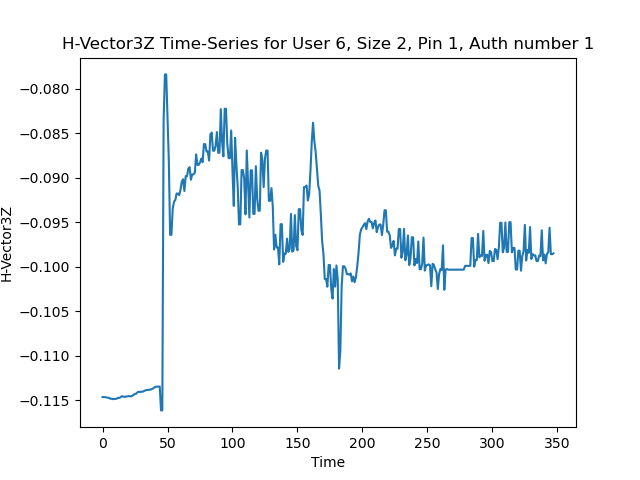 H-Vector3Z Time-Series for User 6, Size 2, Pin 1, Auth number 1
H-Vector3Z
−0.080
−0.085
−0.090
−0.095
−0.100
−0.105
−0.110
−0.115
0 50 100 150 200 250 300 350
Time